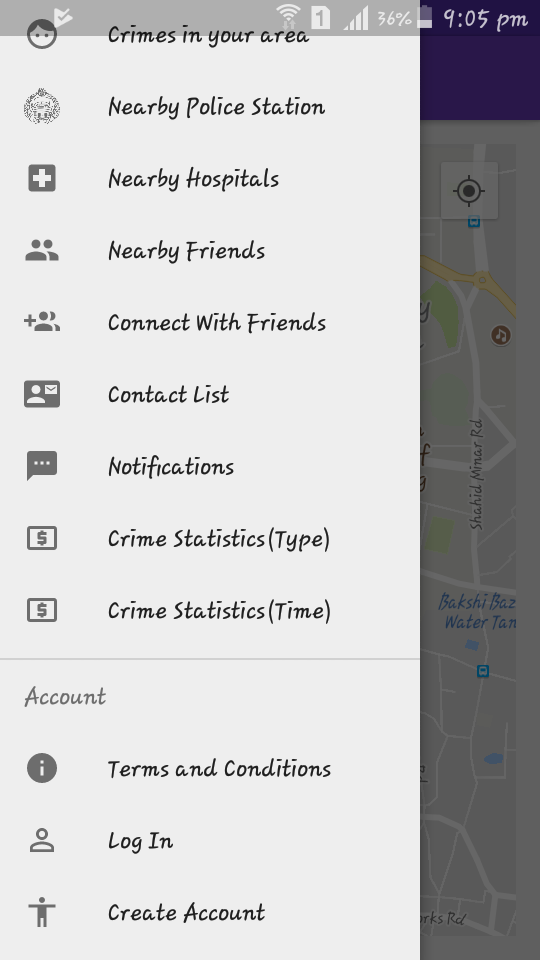 1 36% 9:05 pm
Crimes in your area
Nearby Police Station
Nearby Hospitals
Nearby Friends
Connect With Friends
Contact List
Notifications
Crime Statistics(Type)
Crime Statistics(Time)
Account
Terms and Conditions
Log In
Create Account
Shahid Minar Rd
Bakshi Baz
Water Tan
orks Rd